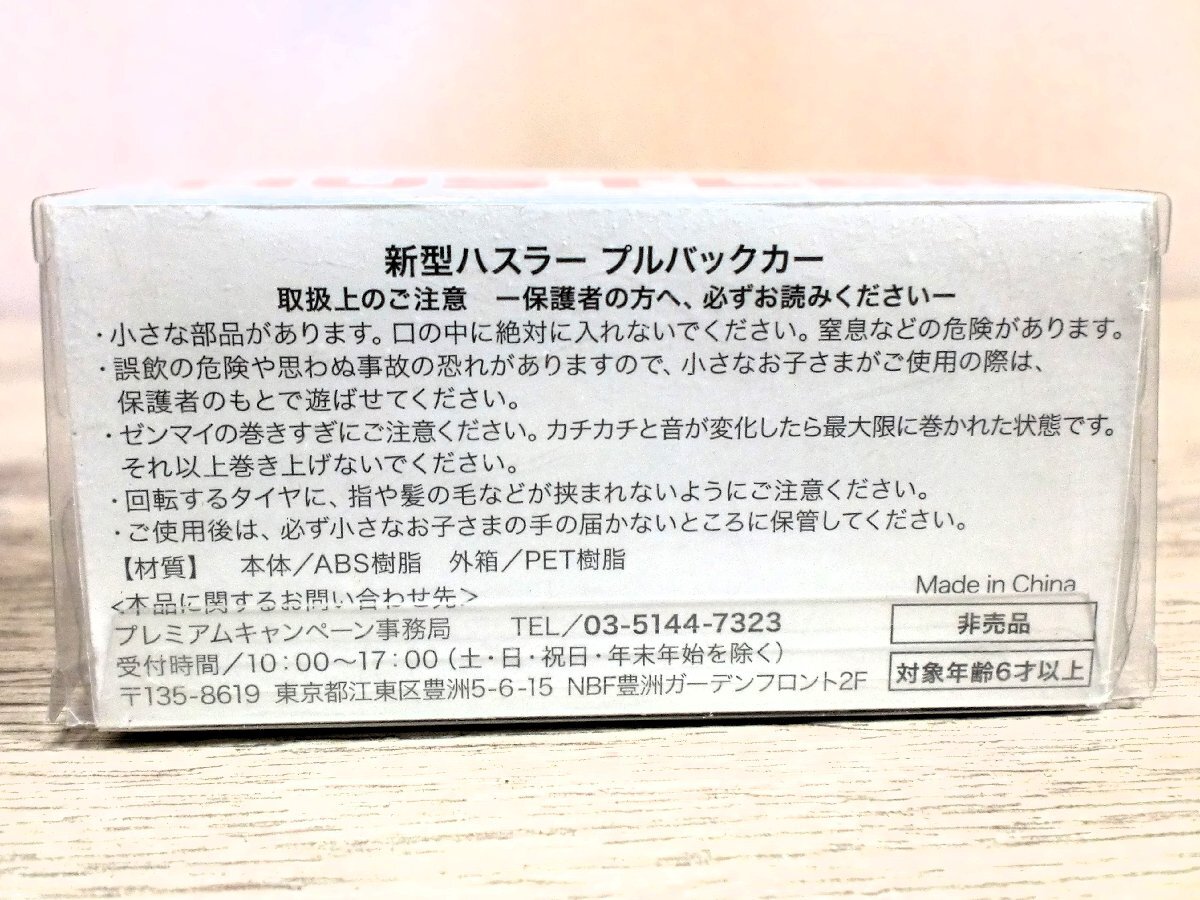 新型ハスラー プルバックカー
取扱上のご注意 ー保護者の方へ、必ずお読みくださいー
・小さな部品があります。口の中に絶対に入れないでください。窒息などの危険があります。
・誤飲の危険や思わぬ事故の恐れがありますので、小さなお子さまがご使用の際は、
保護者のもとで遊ばせてください。
・ゼンマイの巻きすぎにご注意ください。カチカチと音が変化したら最大限に巻かれた状態です。
それ以上巻き上げないでください。
・回転するタイヤに、指や髪の毛などが挟まれないようにご注意ください。
・ご使用後は、必ず小さなお子さまの手の届かないところに保管してください。
【材質】 本体/ABS樹脂 外箱/PET樹脂
Made in China
<本品に関するお問い合わせ先>
プレミアムキャンペーン事務局 TEL/03-5144-7323
非売品
受付時間/10:00〜17:00(土・日・祝日・年末年始を除く)
対象年齢6才以上
〒135-8619 東京都江東区豊洲5-6-15 NBF豊洲ガーデンフロント2F